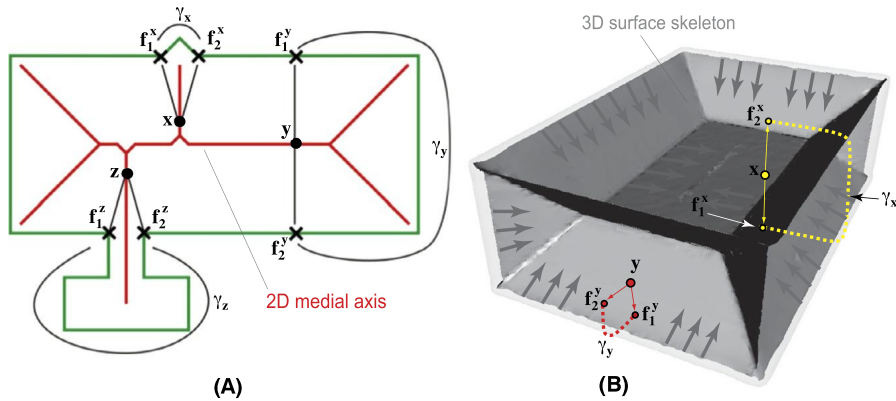 γx
f1x f2x f1y
x
y
γy
z
f1z f2z
f2y
γz
2D medial axis
(A)
3D surface skeleton
f2x
x
f1x
γx
y
f2y f1y
γy
(B)